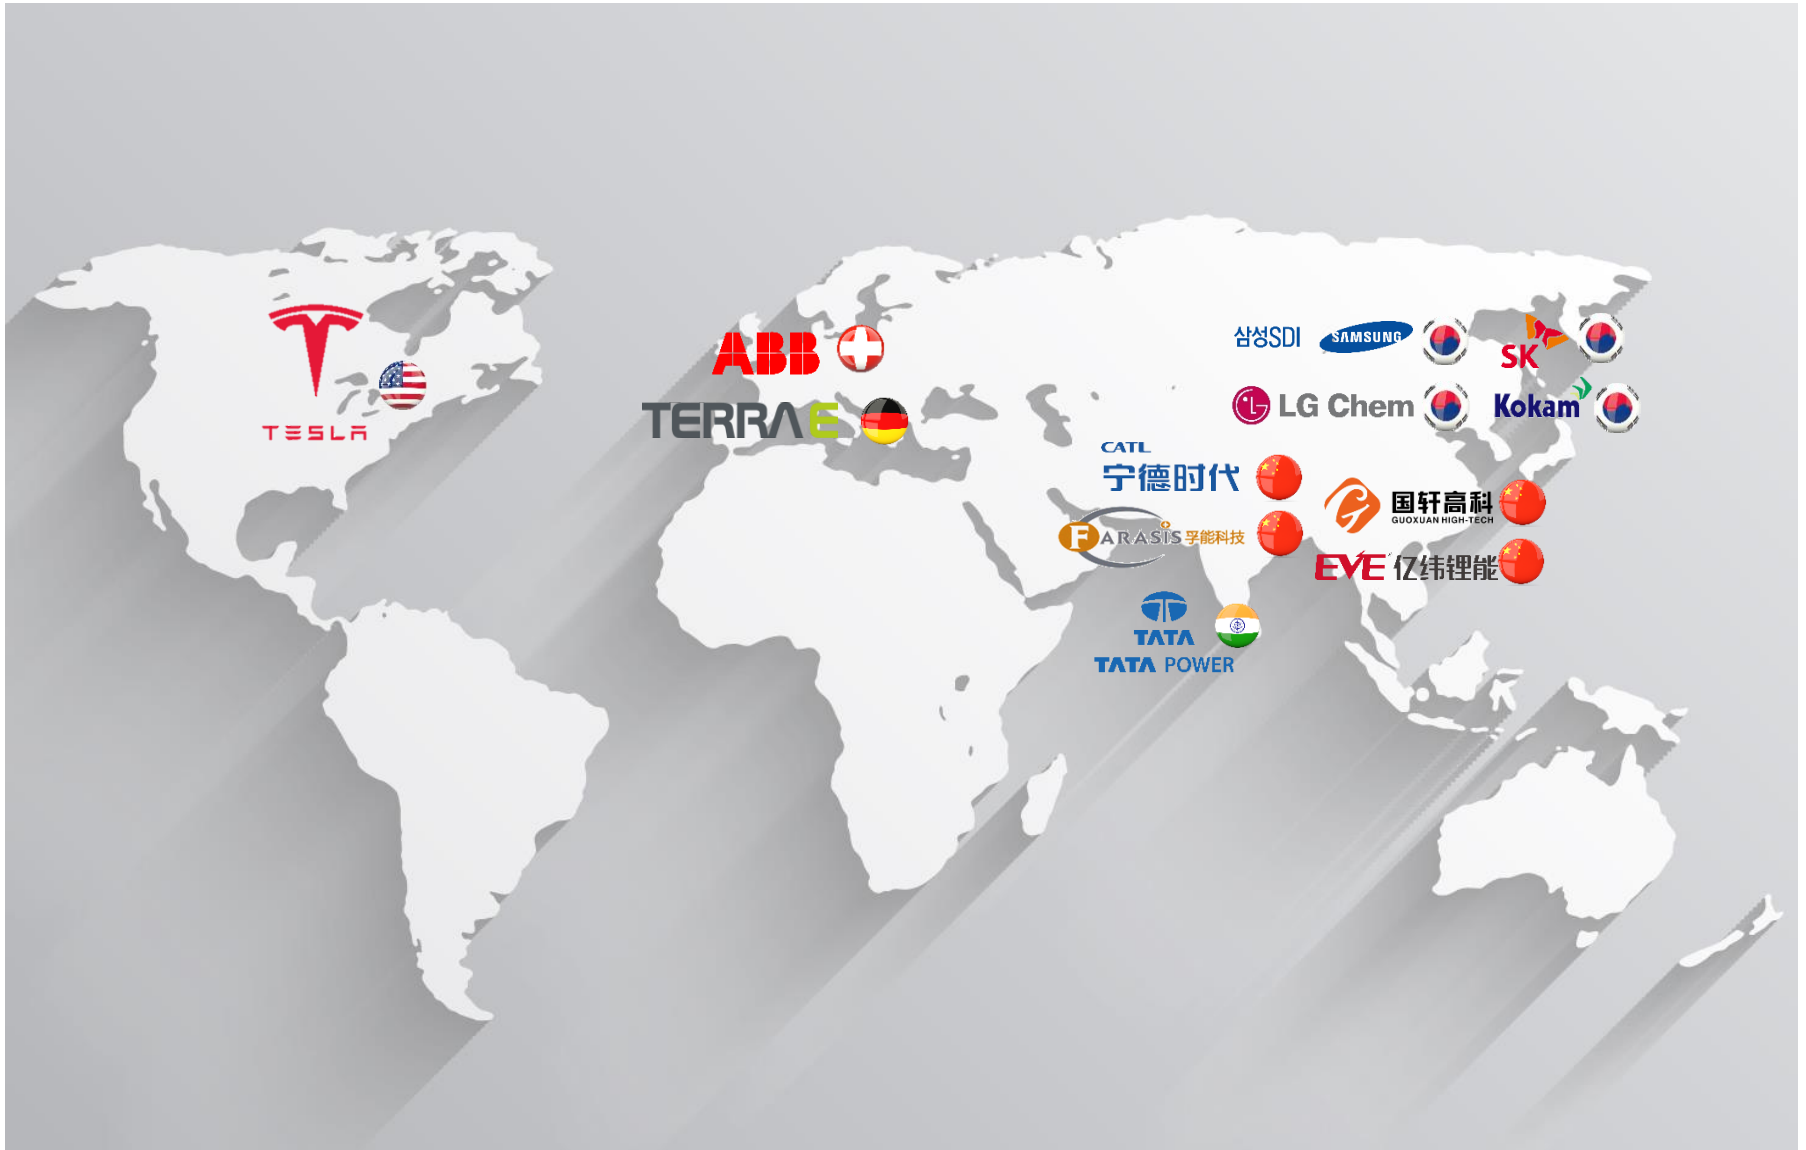 TESLA
ABB
TERRA E
삼성SDI SAMSUNG
SK
LG Chem
Kokam
CATL
宁德时代
国轩高科
GUOXUAN HIGH-TECH
FARASIS 孚能科技
EVE 亿纬锂能
TATA
TATA POWER